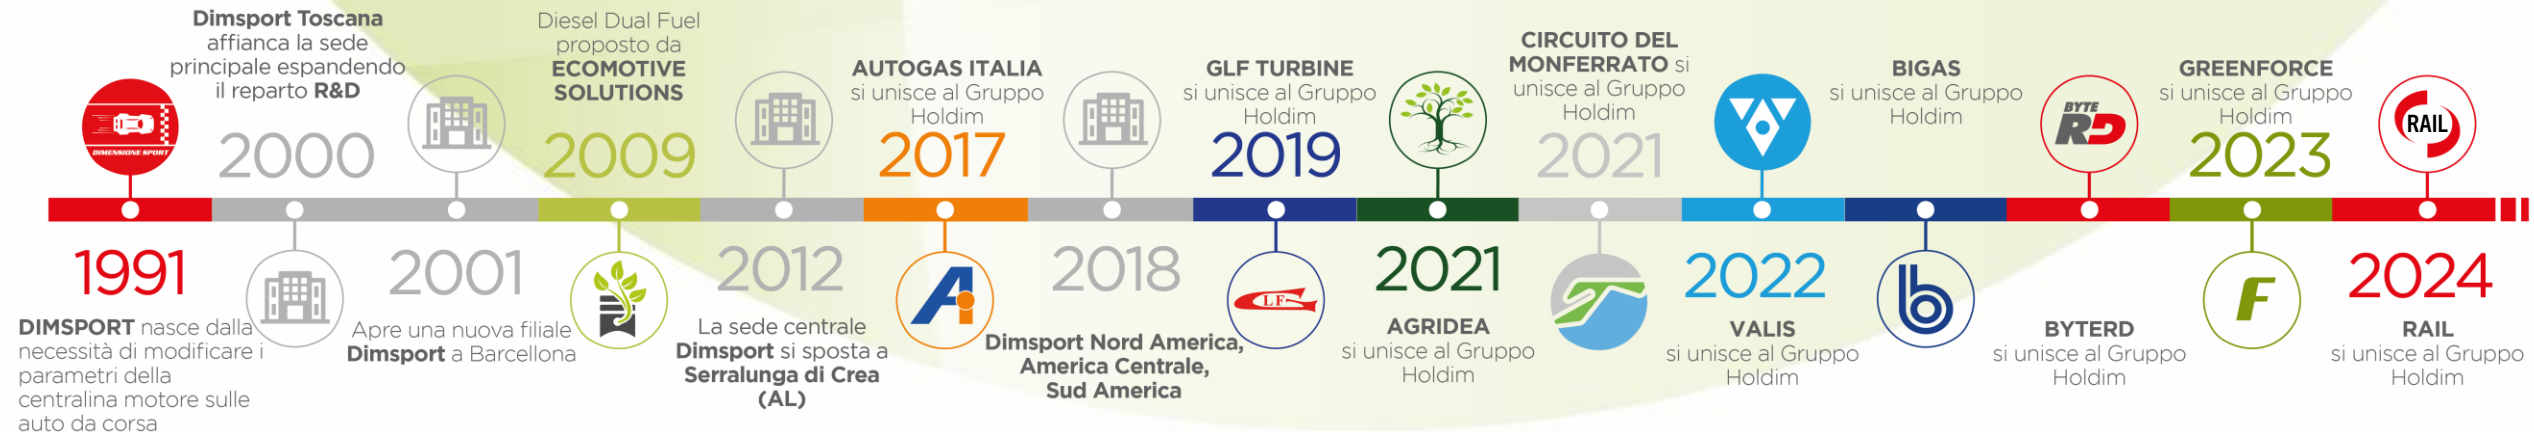 DIMENSIONE SPORT
1991
DIMSPORT nasce dalla
necessità di modificare i
parametri della
centralina motore sulle
auto da corsa
Dimsport Toscana
affianca la sede
principale espandendo
il reparto R&D
2000
2001
Apre una nuova filiale
Dimsport a Barcellona
Diesel Dual Fuel
proposto da
ECOMOTIVE
SOLUTIONS
2009
2012
La sede centrale
Dimsport si sposta a
Serralunga di Crea
(AL)
AUTOGAS ITALIA
si unisce al Gruppo
Holdim
2017
Ai
2018
Dimsport Nord America,
America Centrale,
Sud America
GLF TURBINE
si unisce al Gruppo
Holdim
2019
LF
2021
AGRIDEA
si unisce al Gruppo
Holdim
CIRCUITO DEL
MONFERRATO si
unisce al Gruppo
Holdim
2021
2022
VALIS
si unisce al Gruppo
Holdim
BIGAS
si unisce al Gruppo
Holdim
b
BYTE
RD
BYTERD
si unisce al Gruppo
Holdim
GREENFORCE
si unisce al Gruppo
Holdim
2023
F
RAIL
2024
RAIL
si unisce al Gruppo
Holdim